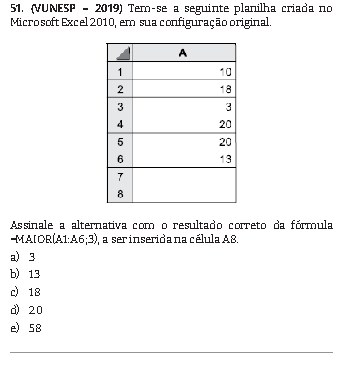 51. (VUNESP – 2019) Tem-se a seguinte planilha criada no
Microsoft Excel 2010, em sua configuração original.
A
1 10
2 18
3 3
4 20
5 20
6 13
7
8
Assinale a alternativa com o resultado correto da fórmula
=MAIOR(A1:A6;3), a ser inserida na célula A8.
a) 3
b) 13
c) 18
d) 20
e) 58